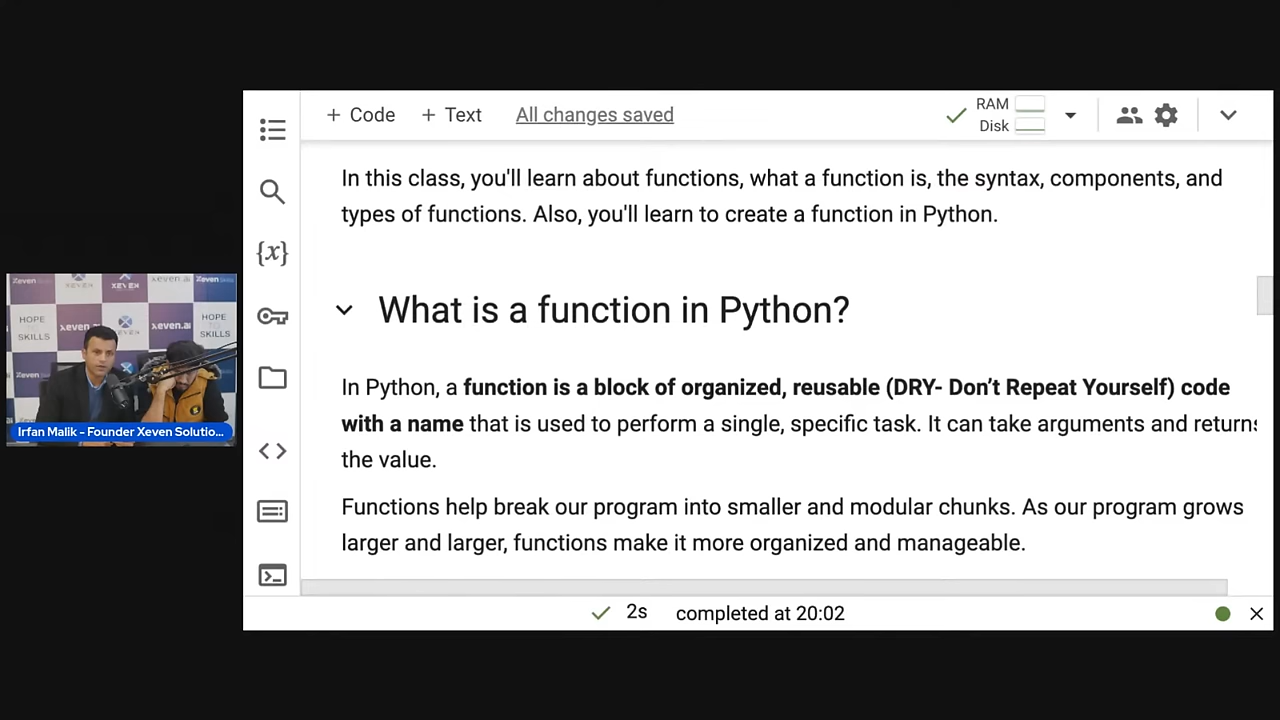 + Code + Text All changes saved
RAM
Disk
In this class, you'll learn about functions, what a function is, the syntax, components, and
types of functions. Also, you'll learn to create a function in Python.
{x}
What is a function in Python?
In Python, a function is a block of organized, reusable (DRY- Don’t Repeat Yourself) code
with a name that is used to perform a single, specific task. It can take arguments and returns
the value.
Functions help break our program into smaller and modular chunks. As our program grows
larger and larger, functions make it more organized and manageable.
2s completed at 20:02
HOPE
SKILLS
xeven.ai
HOPE
SKILLS
Irfan Malik - Founder Xeven Solutio...